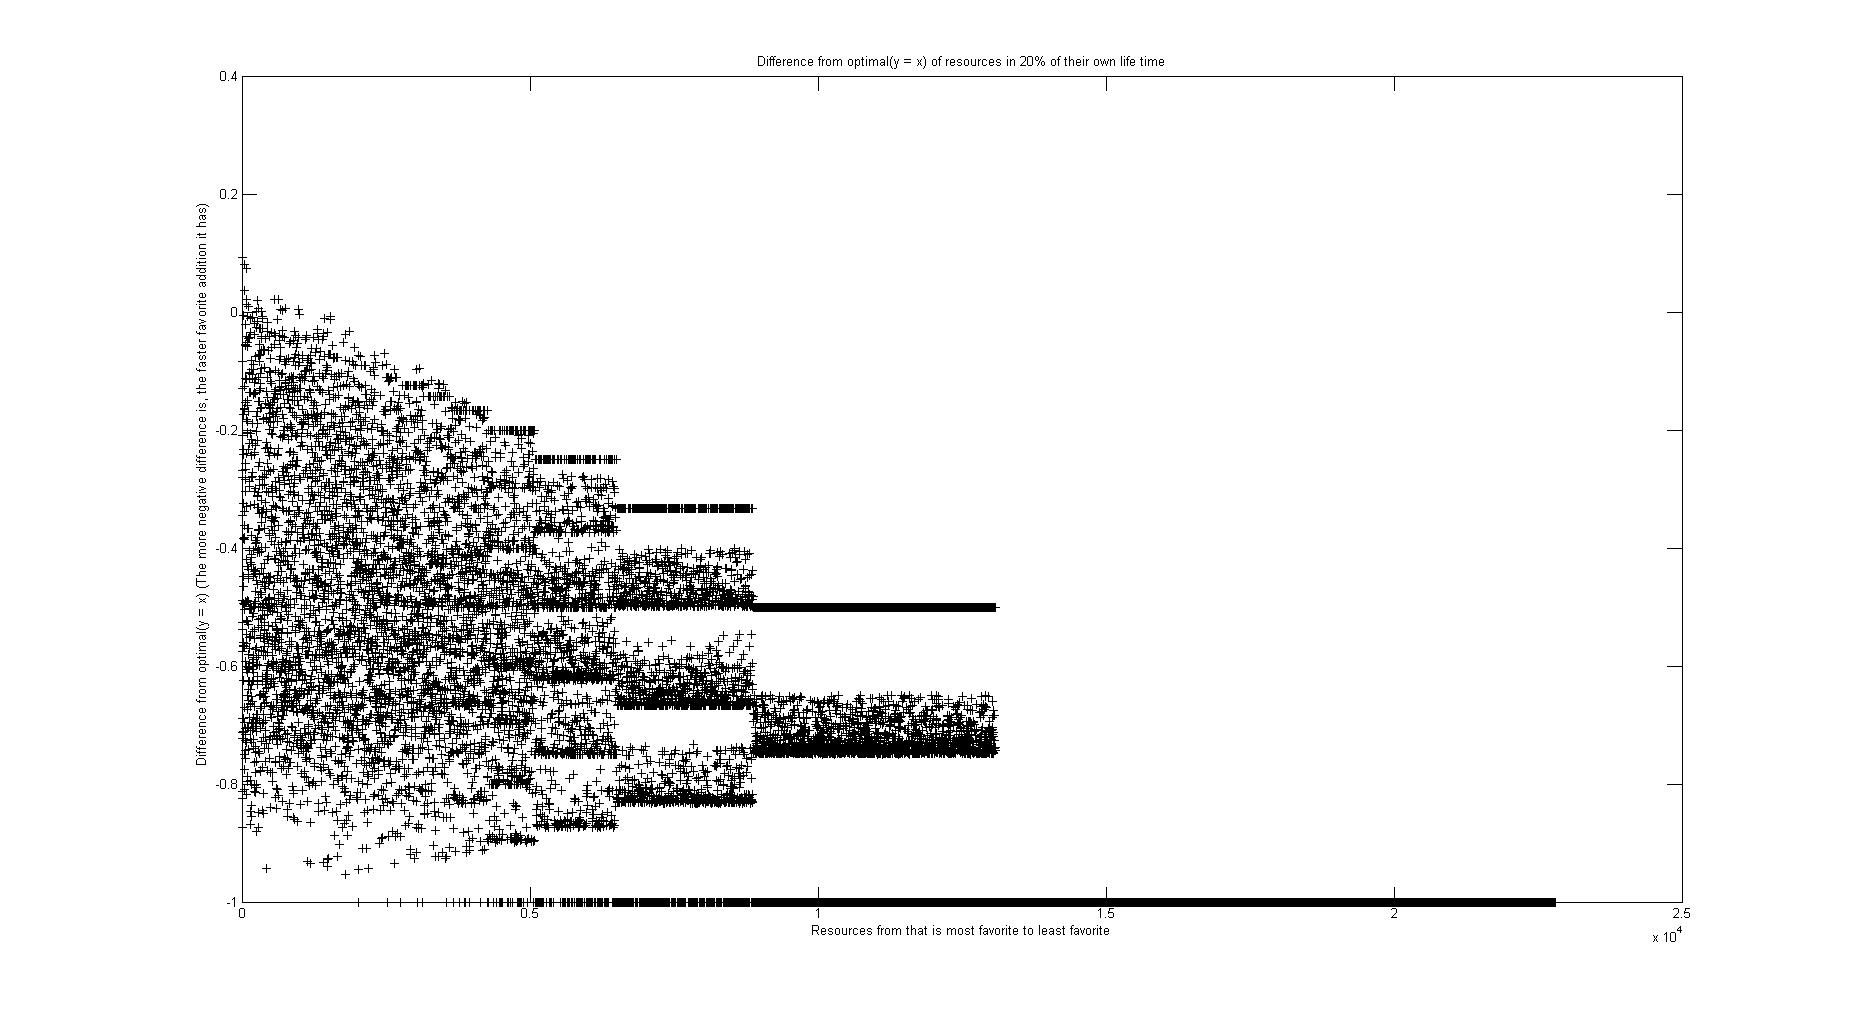 Difference from optimal(y = x) of resources in 20% of their own life time
0.4
0.2
0
-0.2
-0.4
-0.6
-0.8
-1
Difference from optimal(y = x) (The more negative difference is, the faster favorite addition it has)
0 0.5 1 1.5 2 2.5
x 10^4
Resources from that is most favorite to least favorite